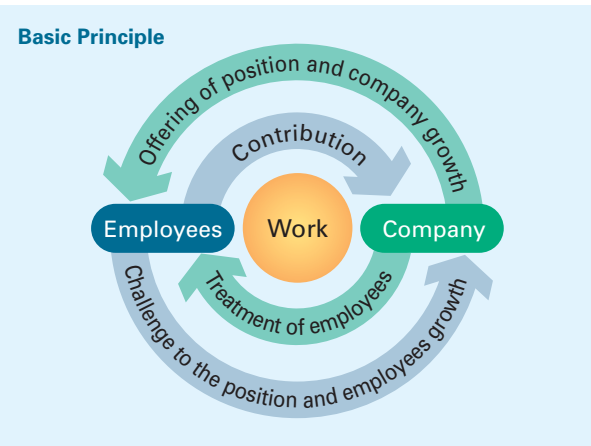 Basic Principle
Offering of position and company growth
Contribution
Employees
Work
Company
Treatment of employees
Challenge to the position and employees growth